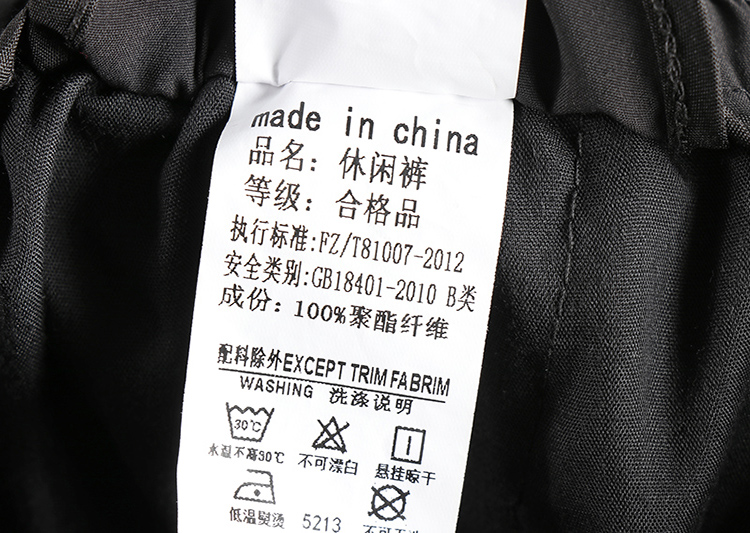 made in china
品名：休闲裤
等级：合格品
执行标准:FZ/T81007-2012
安全类别:GB18401-2010 B类
成份：100%聚酯纤维
配料除外EXCEPT TRIM FABRIM
WASHING 洗涤说明
30℃
水温不高30℃ 不可漂白 悬挂晾干
低温熨烫 5213